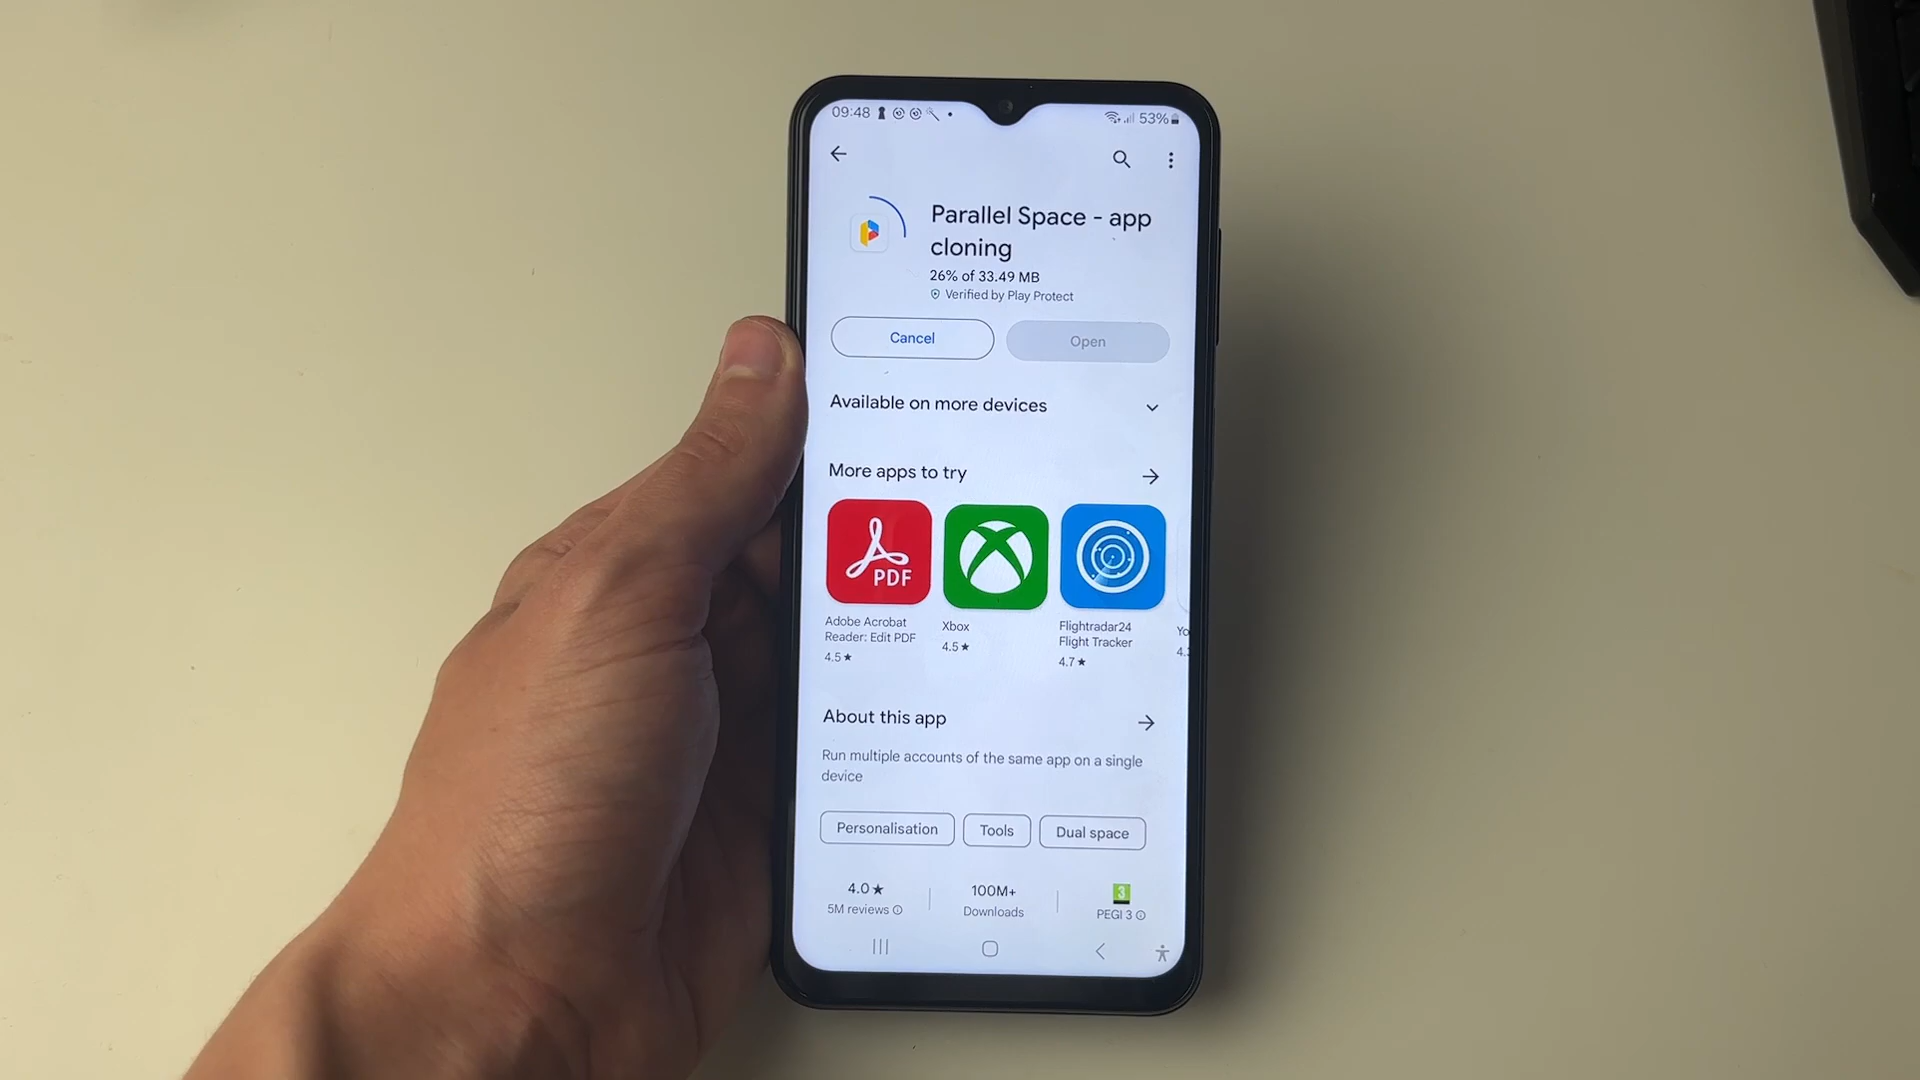 09:48
53%
Parallel Space - app
cloning
26% of 33.49 MB
Verified by Play Protect
Cancel
Open
Available on more devices
More apps to try
PDF
Adobe Acrobat
Reader: Edit PDF
4.5★
Xbox
4.5★
Flightradar24
Flight Tracker
4.7★
Yo
4.
About this app
Run multiple accounts of the same app on a single
device
Personalisation
Tools
Dual space
4.0★
5M reviews
100M+
Downloads
3
PEGI 3